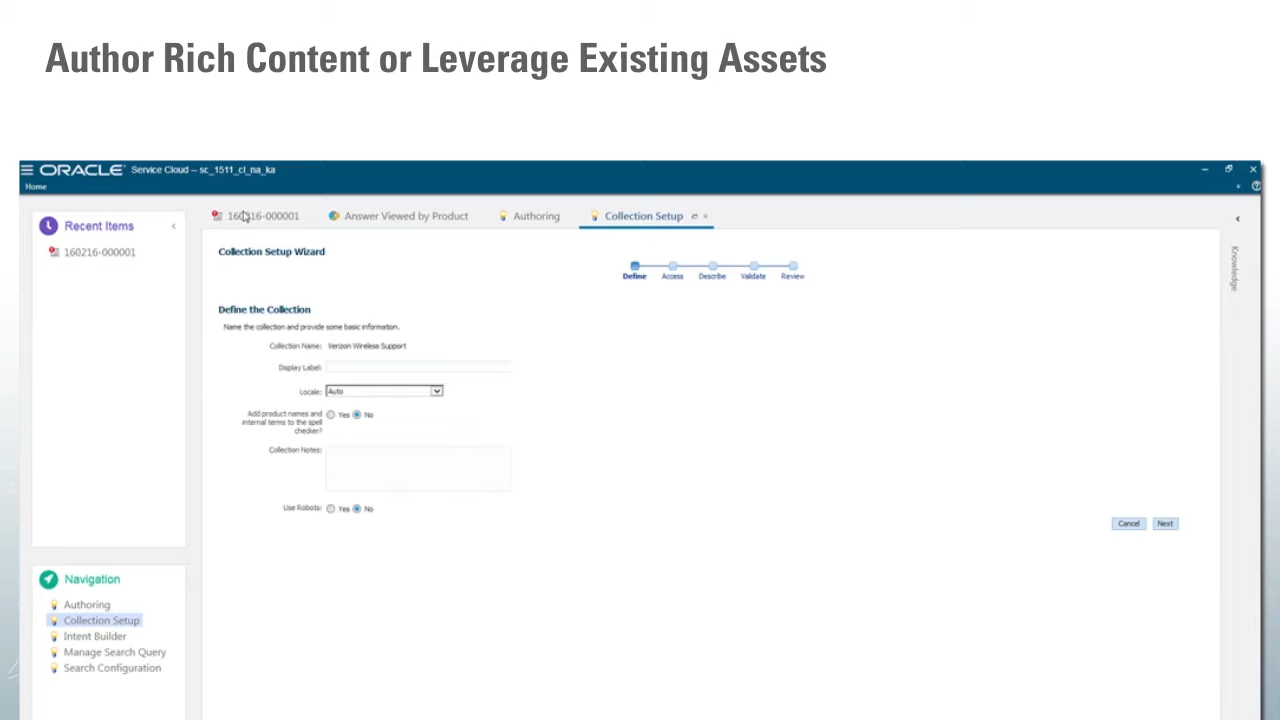 Author Rich Content or Leverage Existing Assets
ORACLE Service Cloud – sc_1511_cl_na_ka
Home
Recent Items
160216-000001
Navigation
Authoring
Collection Setup
Intent Builder
Manage Search Query
Search Configuration
160216-000001 Answer Viewed by Product Authoring Collection Setup
Collection Setup Wizard
Define Access Describe Validate Review
Define the Collection
Name the collection and provide some basic information.
Collection Name: Verizon Wireless Support
Display Label:
Locale: Auto
Add product names and Yes No
internal terms to the spell
checker?
Collection Notes:
Use Robots: Yes No
Cancel Next
Knowledge